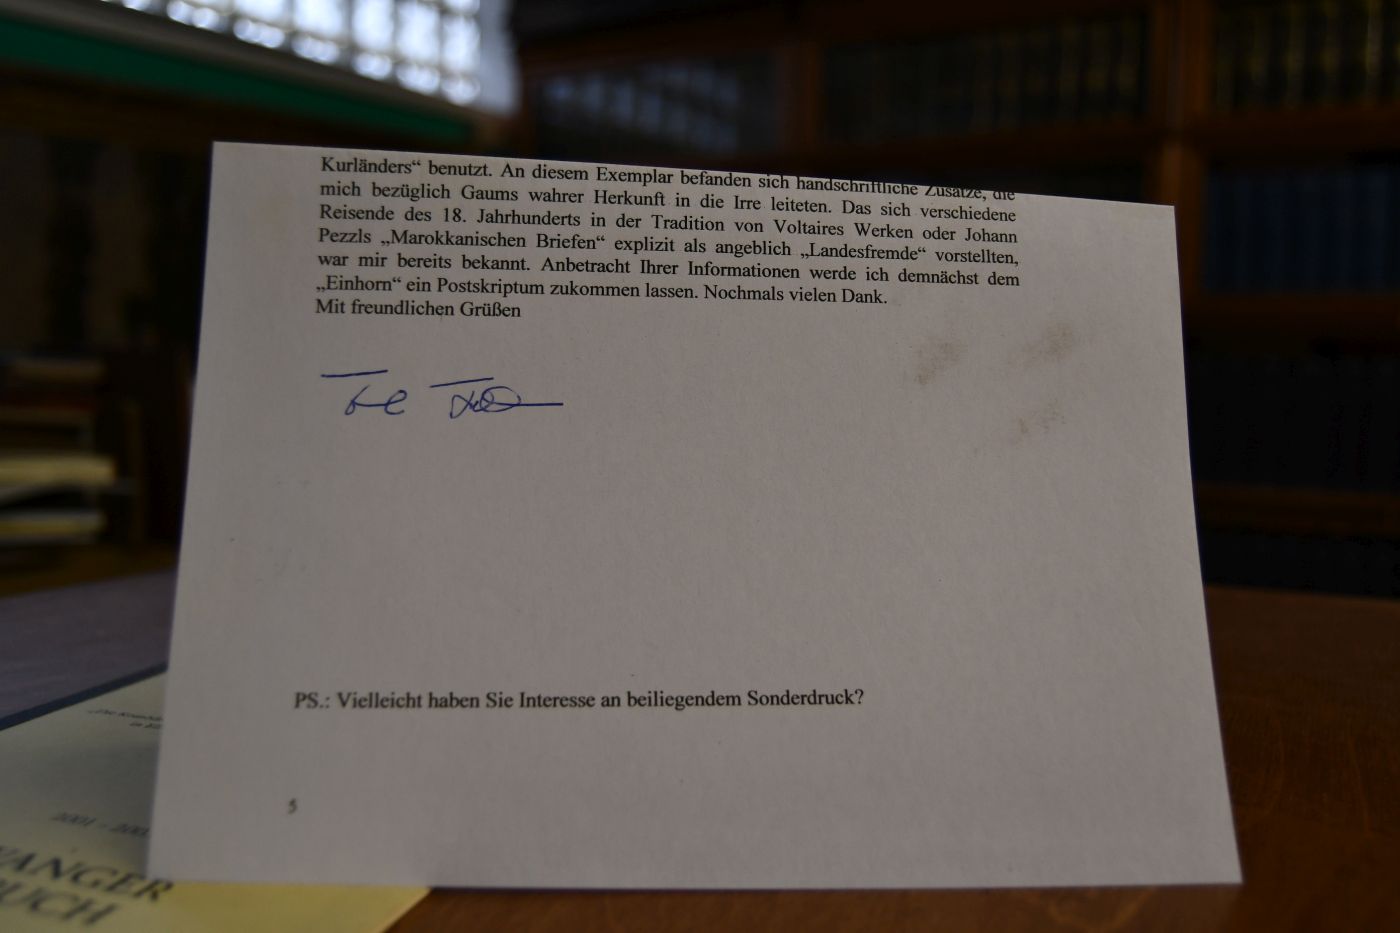 Kurländers“ benutzt. An diesem Exemplar befanden sich handschriftliche Zusätze, die
mich bezüglich Gaums wahrer Herkunft in die Irre leiteten. Das sich verschiedene
Reisende des 18. Jahrhunderts in der Tradition von Voltaires Werken oder Johann
Pezzls „Marokkanischen Briefen“ explizit als angeblich „Landesfremde“ vorstellten,
war mir bereits bekannt. Anbetracht Ihrer Informationen werde ich demnächst dem
„Einhorn“ ein Postskriptum zukommen lassen. Nochmals vielen Dank.
Mit freundlichen Grüßen
PS.: Vielleicht haben Sie Interesse an beiliegendem Sonderdruck?
5
2001 -
WANGER
BUCH